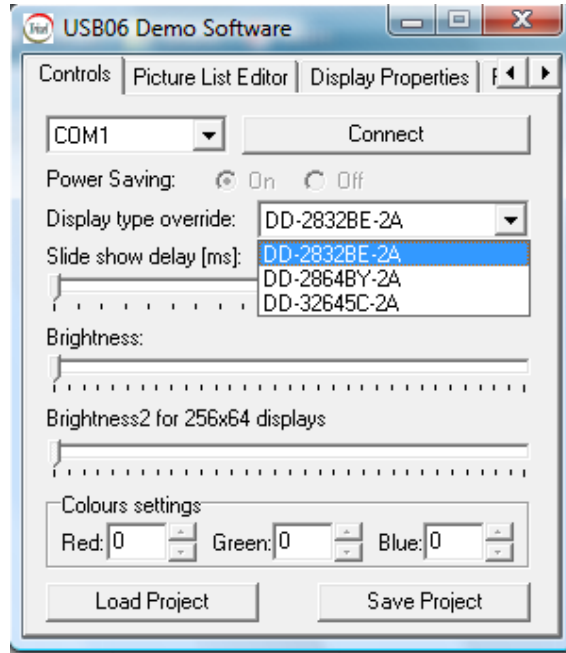 USB06 Demo Software
Controls Picture List Editor Display Properties
COM1 Connect
Power Saving: On Off
Display type override: DD-2832BE-2A
Slide show delay [ms]: DD-2832BE-2A
DD-2864BY-2A
DD-32645C-2A
Brightness:
Brightness2 for 256x64 displays
Colours settings
Red: 0 Green: 0 Blue: 0
Load Project Save Project